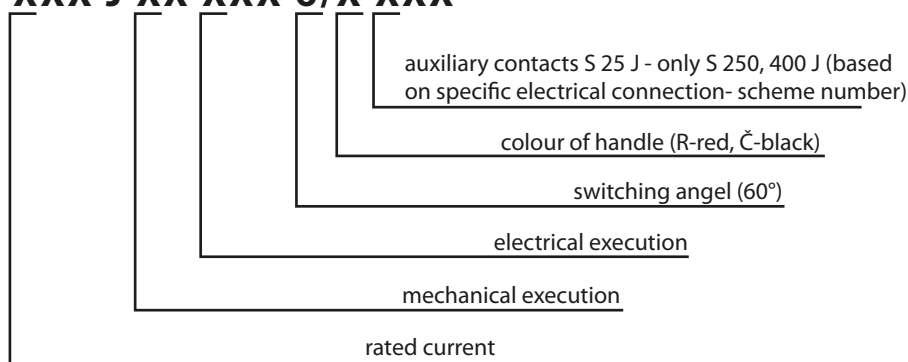 auxiliary contacts S 25 J - only S 250, 400 J (based
on specific electrical connection- scheme number)
colour of handle (R-red, Č-black)
switching angel (60°)
electrical execution
mechanical execution
rated current